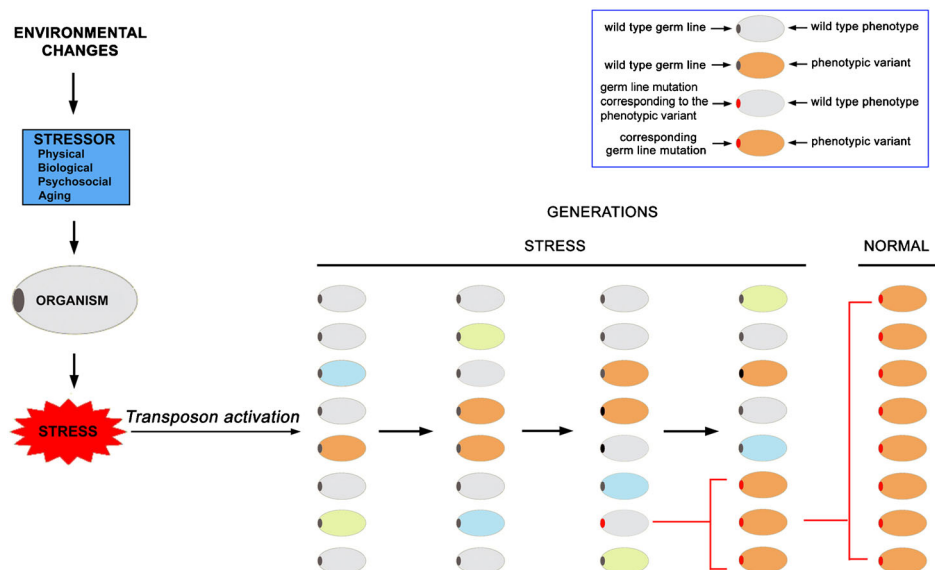 ENVIRONMENTAL
CHANGES
STRESSOR
Physical
Biological
Psychosocial
Aging
ORGANISM
STRESS
Transposon activation
wild type germ line
wild type phenotype
wild type germ line
phenotypic variant
germ line mutation
corresponding to the
phenotypic variant
wild type phenotype
corresponding
germ line mutation
phenotypic variant
GENERATIONS
STRESS
NORMAL